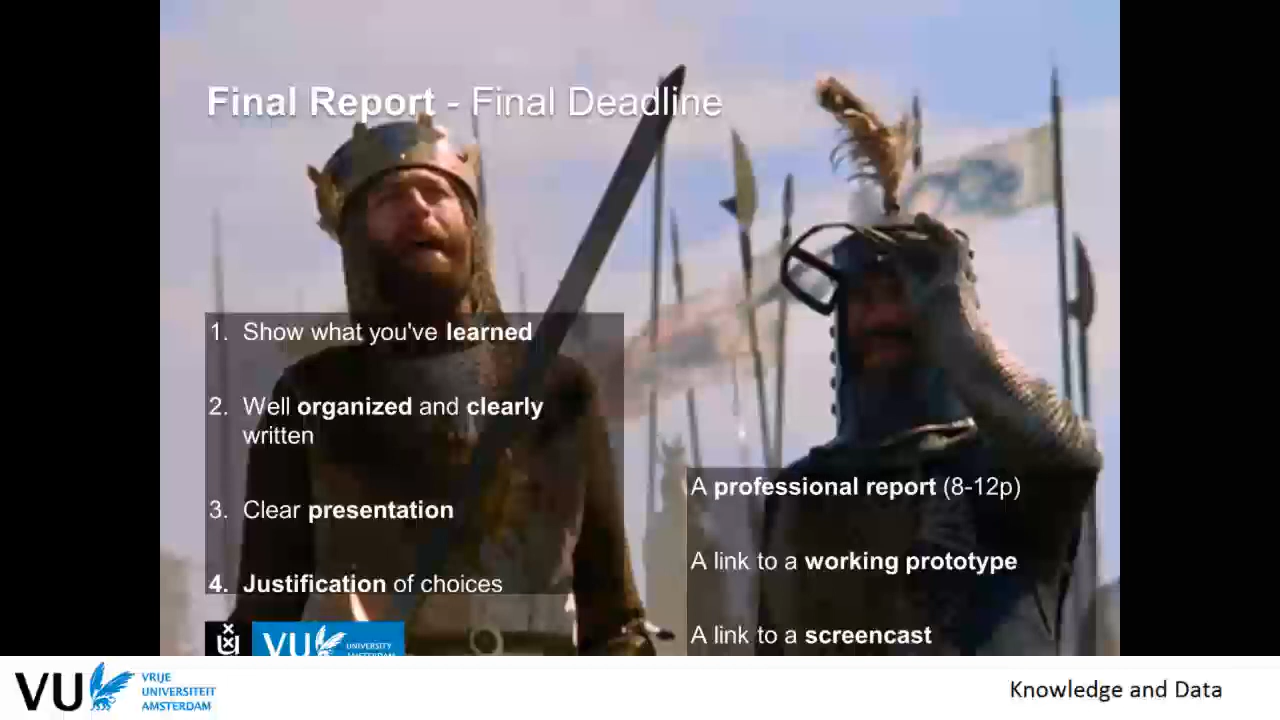 Final Report - Final Deadline
1. Show what you've learned
2. Well organized and clearly
written
3. Clear presentation
4. Justification of choices
A professional report (8-12p)
A link to a working prototype
A link to a screencast
VU UNIVERSITY
AMSTERDAM
VU VRIJE
UNIVERSITEIT
AMSTERDAM
Knowledge and Data